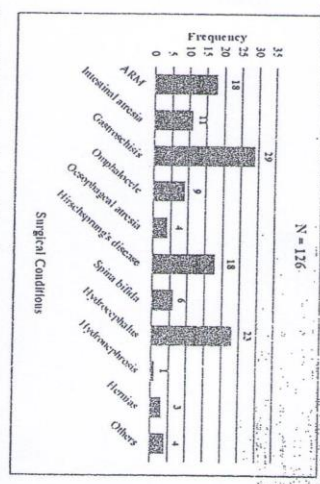 N = 126
Frequency
35
30
25
20
15
10
5
0
18
11
29
9
4
18
6
23
1
3
4
ARM
Intestinal atresia
Gastroschisis
Omphalocele
Oesophageal atresia
Hirschsprung's disease
Spina bifida
Hydrocephalus
Hydronephrosis
Hernias
Others
Surgical Conditions